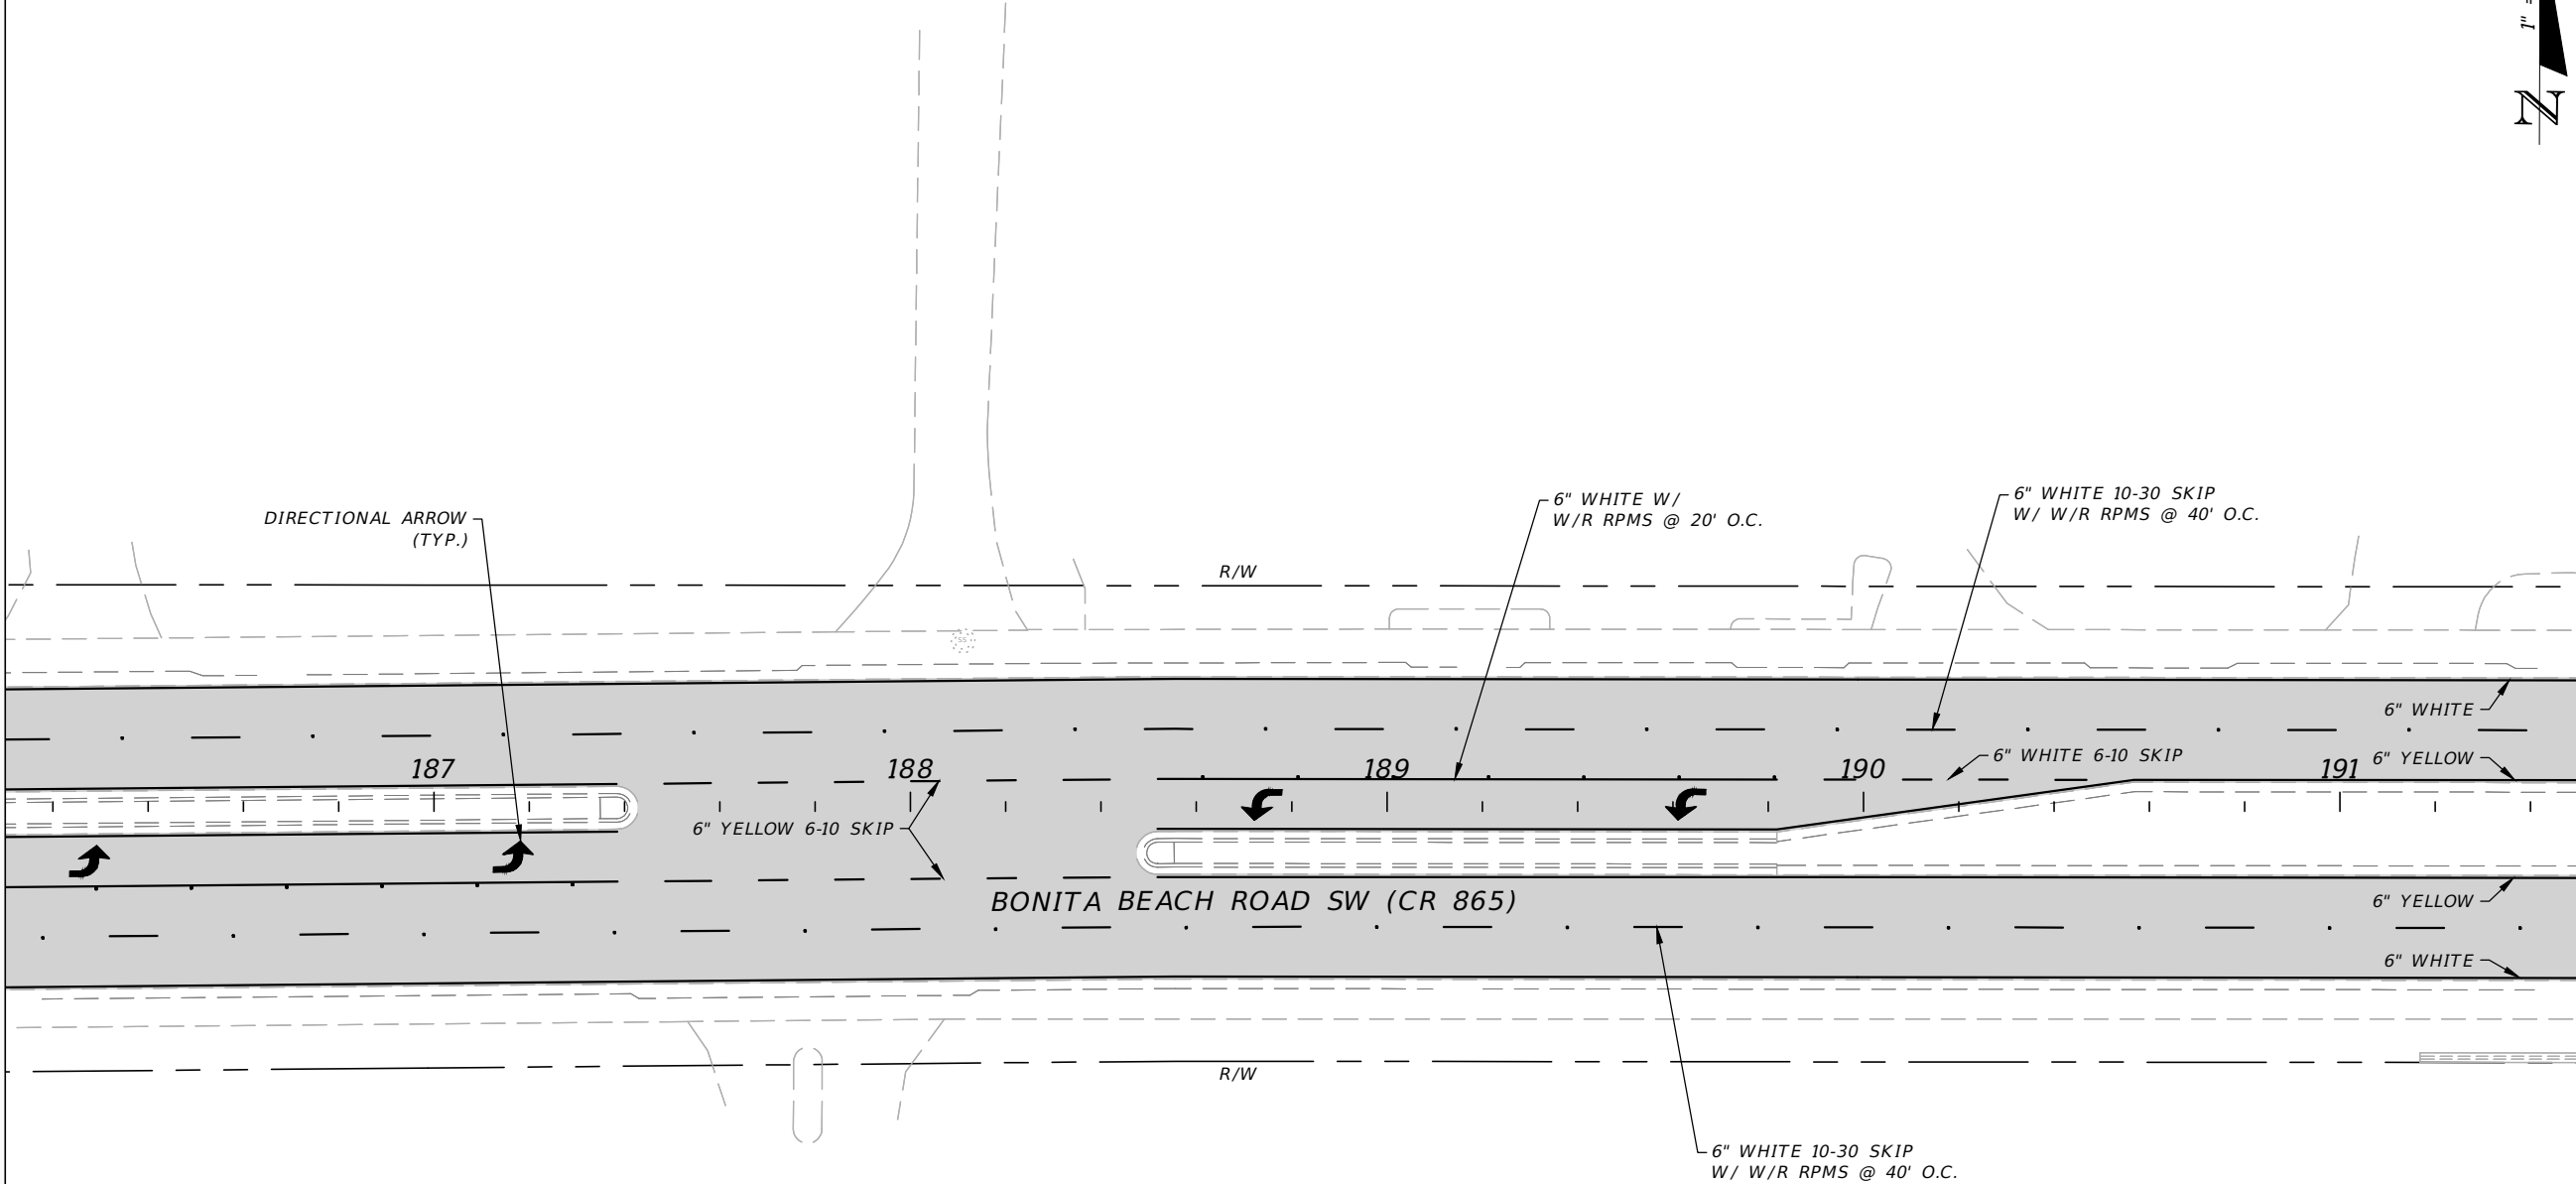 1" =
N
DIRECTIONAL ARROW
(TYP.)
6" WHITE W/
W/R RPMS @ 20' O.C.
6" WHITE 10-30 SKIP
W/ W/R RPMS @ 40' O.C.
R/W
SS
6" WHITE
187
188
189
190
191
6" WHITE 6-10 SKIP
6" YELLOW
6" YELLOW 6-10 SKIP
BONITA BEACH ROAD SW (CR 865)
6" YELLOW
6" WHITE
R/W
6" WHITE 10-30 SKIP
W/ W/R RPMS @ 40' O.C.